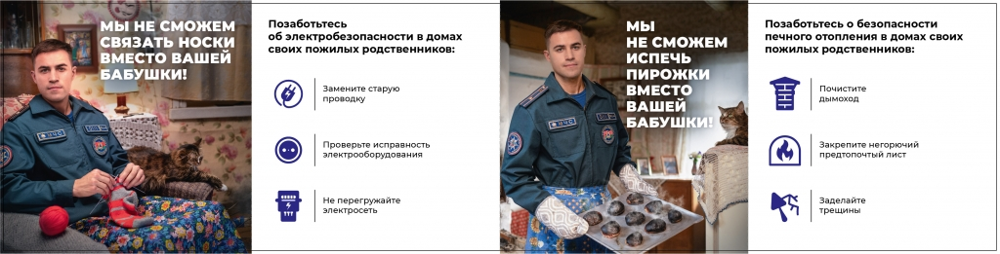 МЫ НЕ СМОЖЕМ
СВЯЗАТЬ НОСКИ
ВМЕСТО ВАШЕЙ
БАБУШКИ!
Позаботьтесь
об электробезопасности в домах
своих пожилых родственников:
Замените старую
проводку
Проверьте исправность
электрооборудования
Не перегружайте
электросеть
МЫ
НЕ СМОЖЕМ
ИСПЕЧЬ
ПИРОЖКИ
ВМЕСТО
ВАШЕЙ
БАБУШКИ!
Позаботьтесь о безопасности
печного отопления в домах своих
пожилых родственников:
Почистите
дымоход
Закрепите негорючий
предтопочтый лист
Заделайте
трещины